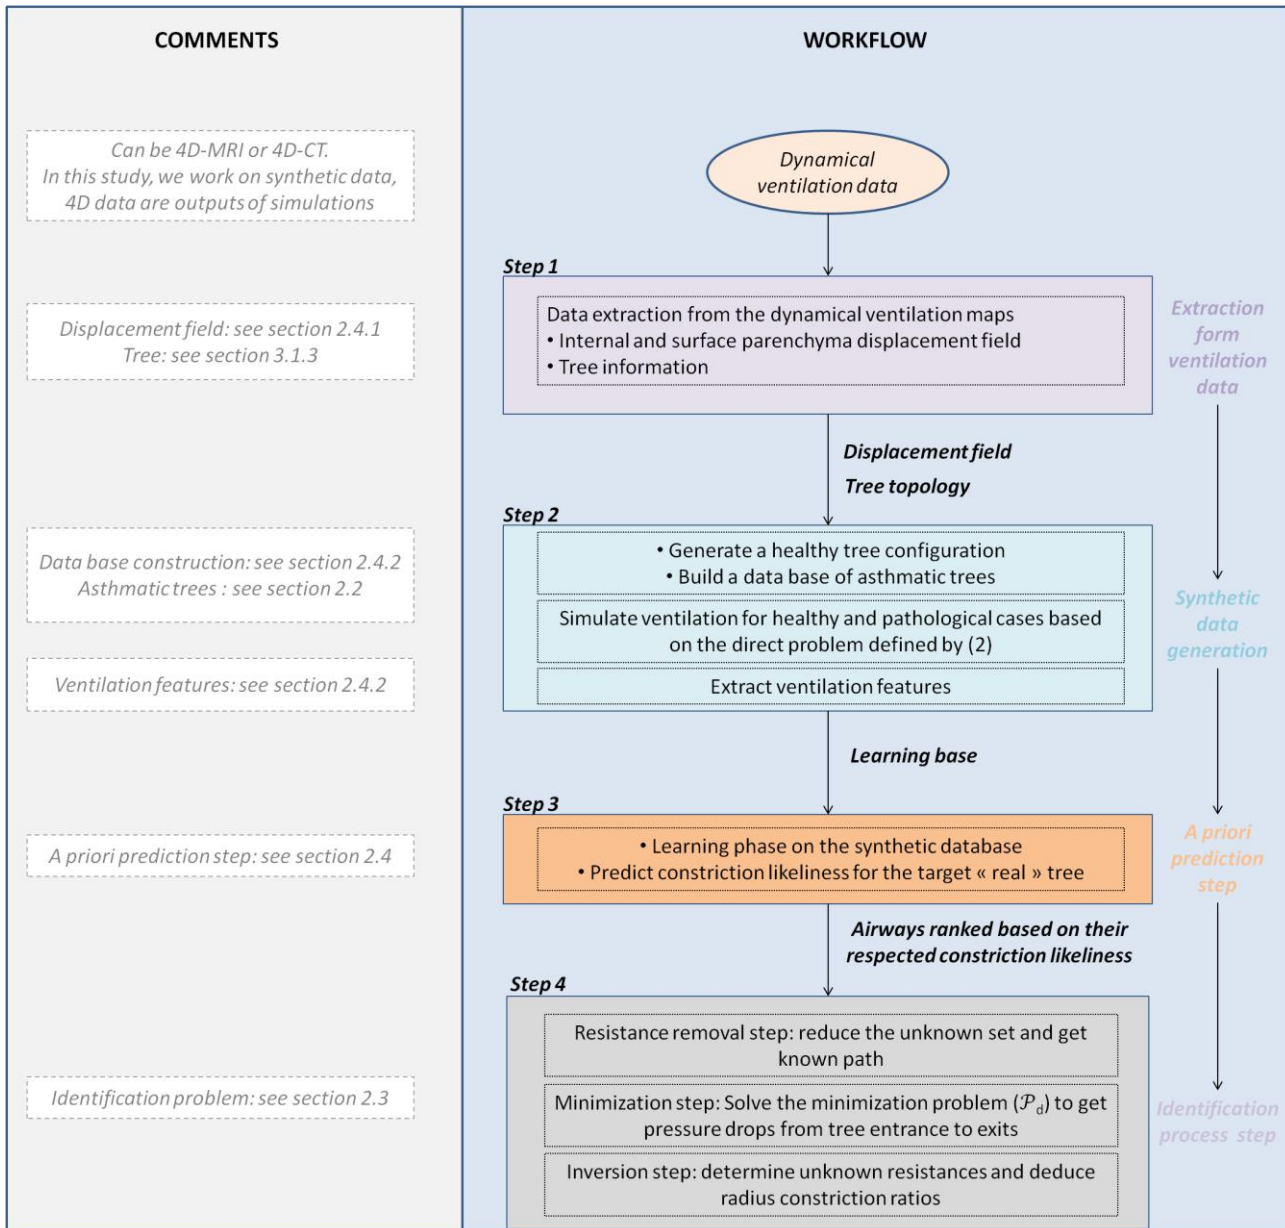 COMMENTS
WORKFLOW
Can be 4D-MRI or 4D-CT.
In this study, we work on synthetic data,
4D data are outputs of simulations
Dynamical
ventilation data
Step 1
Displacement field: see section 2.4.1
Tree: see section 3.1.3
Data extraction from the dynamical ventilation maps
• Internal and surface parenchyma displacement field
• Tree information
Extraction
form
ventilation
data
Displacement field
Tree topology
Step 2
Data base construction: see section 2.4.2
Asthmatic trees : see section 2.2
• Generate a healthy tree configuration
• Build a data base of asthmatic trees
Simulate ventilation for healthy and pathological cases based
on the direct problem defined by (2)
Synthetic
data
generation
Ventilation features: see section 2.4.2
Extract ventilation features
Learning base
Step 3
A priori prediction step: see section 2.4
• Learning phase on the synthetic database
• Predict constriction likeliness for the target « real » tree
A priori
prediction
step
Airways ranked based on their
respected constriction likeliness
Step 4
Resistance removal step: reduce the unknown set and get
known path
Identification problem: see section 2.3
Minimization step: Solve the minimization problem (𝒫d) to get
pressure drops from tree entrance to exits
Identification
process step
Inversion step: determine unknown resistances and deduce
radius constriction ratios